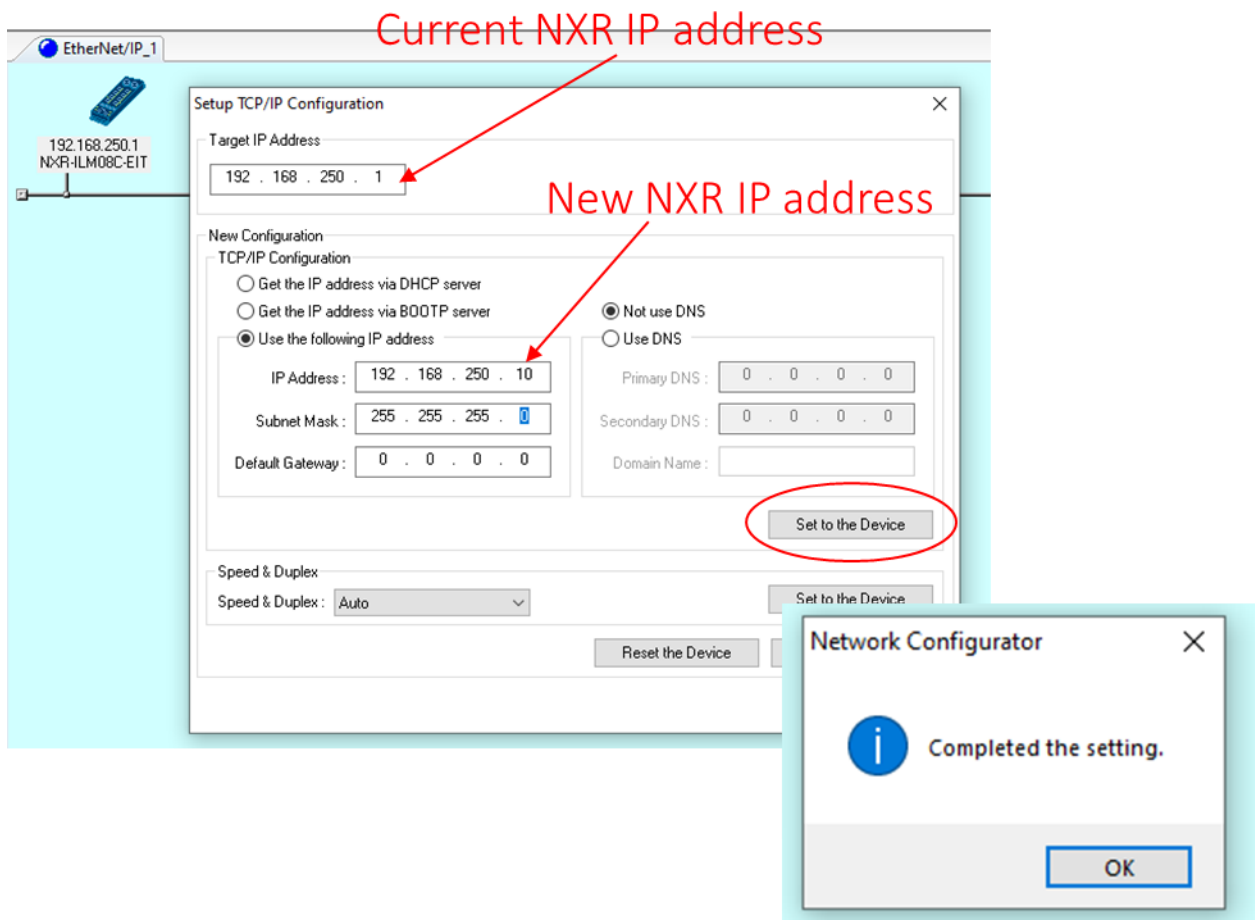 Current NXR IP address
EtherNet/IP_1
192.168.250.1
NXR-ILM08C-EIT
Setup TCP/IP Configuration
Target IP Address
192 . 168 . 250 . 1
New NXR IP address
New Configuration
TCP/IP Configuration
Get the IP address via DHCP server
Get the IP address via BOOTP server
Use the following IP address
IP Address : 192 . 168 . 250 . 10
Subnet Mask : 255 . 255 . 255 . 0
Default Gateway : 0 . 0 . 0 . 0
Not use DNS
Use DNS
Primary DNS : 0 . 0 . 0 . 0
Secondary DNS : 0 . 0 . 0 . 0
Domain Name :
Set to the Device
Speed & Duplex
Speed & Duplex : Auto
Set to the Device
Reset the Device
Network Configurator
i
Completed the setting.
OK